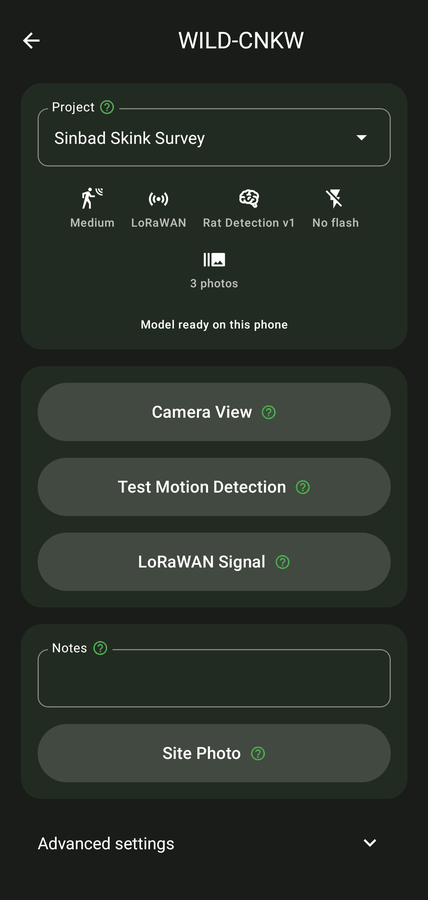 WILD-CNKW
Project
Sinbad Skink Survey
Medium LoRaWAN Rat Detection v1 No flash
3 photos
Model ready on this phone
Camera View
Test Motion Detection
LoRaWAN Signal
Notes
Site Photo
Advanced settings